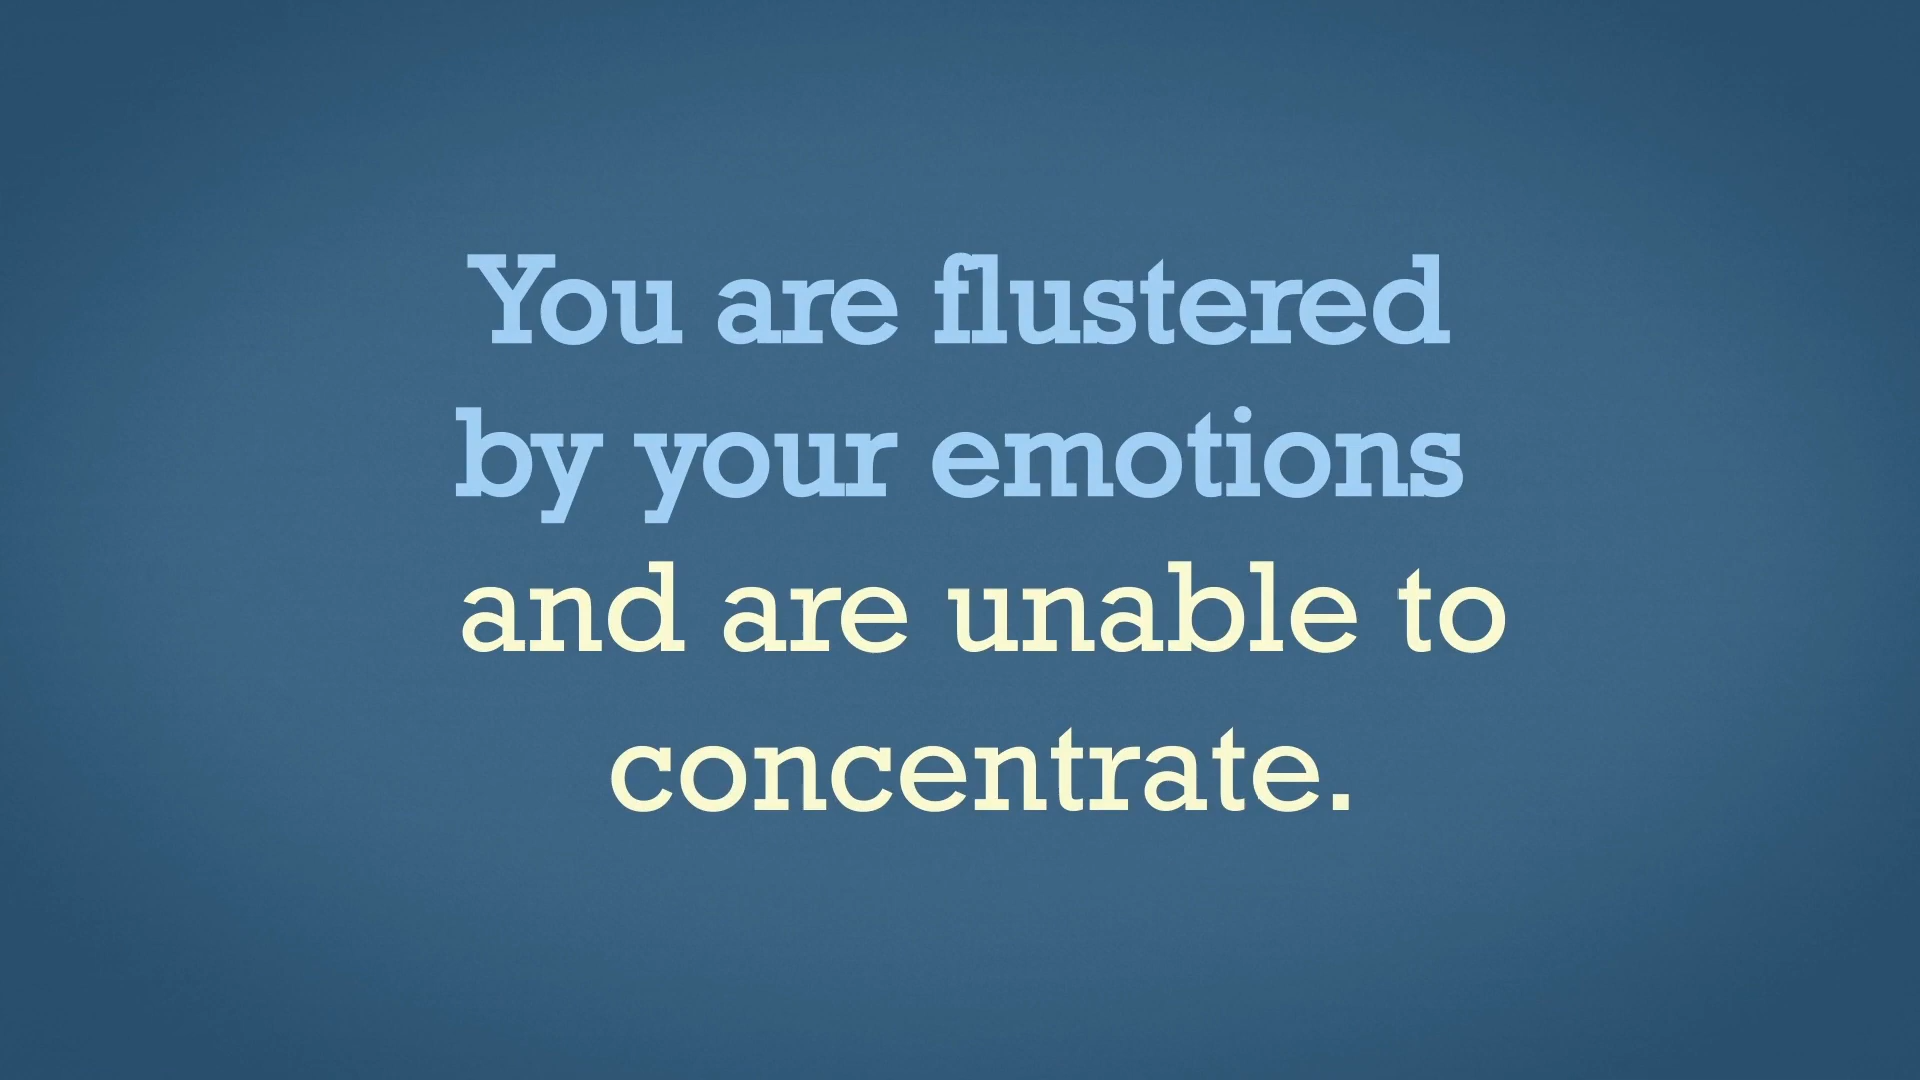 You are flustered
by your emotions
and are unable to
concentrate.